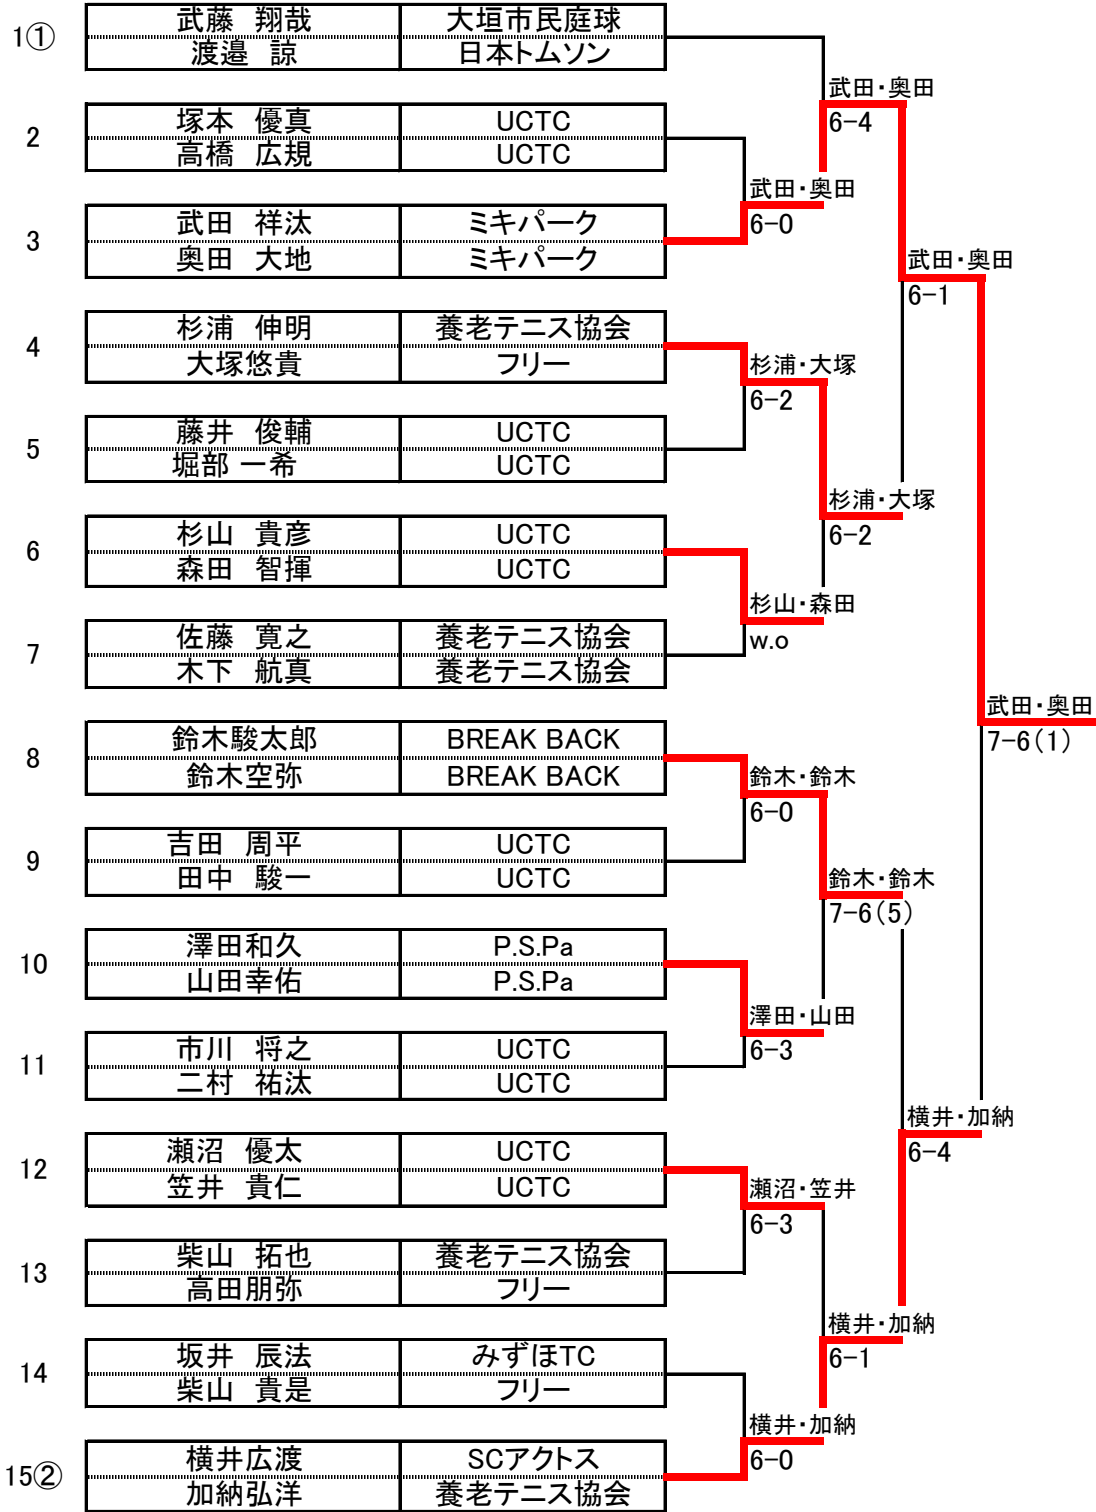 1① 武藤 翔哉 大垣市民庭球
渡邉 諒 日本トムソン
武田・奥田
6-4
2 塚本 優真 UCTC
高橋 広規 UCTC
武田・奥田
6-0
3 武田 祥汰 ミキパーク
奥田 大地 ミキパーク
武田・奥田
6-1
4 杉浦 伸明 養老テニス協会
大塚悠貴 フリー
杉浦・大塚
6-2
5 藤井 俊輔 UCTC
堀部 一希 UCTC
杉浦・大塚
6-2
6 杉山 貴彦 UCTC
森田 智揮 UCTC
杉山・森田
w.o
7 佐藤 寛之 養老テニス協会
木下 航真 養老テニス協会
武田・奥田
7-6(1)
8 鈴木駿太郎 BREAK BACK
鈴木空弥 BREAK BACK
鈴木・鈴木
6-0
9 吉田 周平 UCTC
田中 駿一 UCTC
鈴木・鈴木
7-6(5)
10 澤田和久 P.S.Pa
山田幸佑 P.S.Pa
澤田・山田
6-3
11 市川 将之 UCTC
二村 祐汰 UCTC
横井・加納
6-4
12 瀬沼 優太 UCTC
笠井 貴仁 UCTC
瀬沼・笠井
6-3
13 柴山 拓也 養老テニス協会
高田朋弥 フリー
横井・加納
6-1
14 坂井 辰法 みずほTC
柴山 貴是 フリー
横井・加納
6-0
15② 横井広渡 SCアクトス
加納弘洋 養老テニス協会